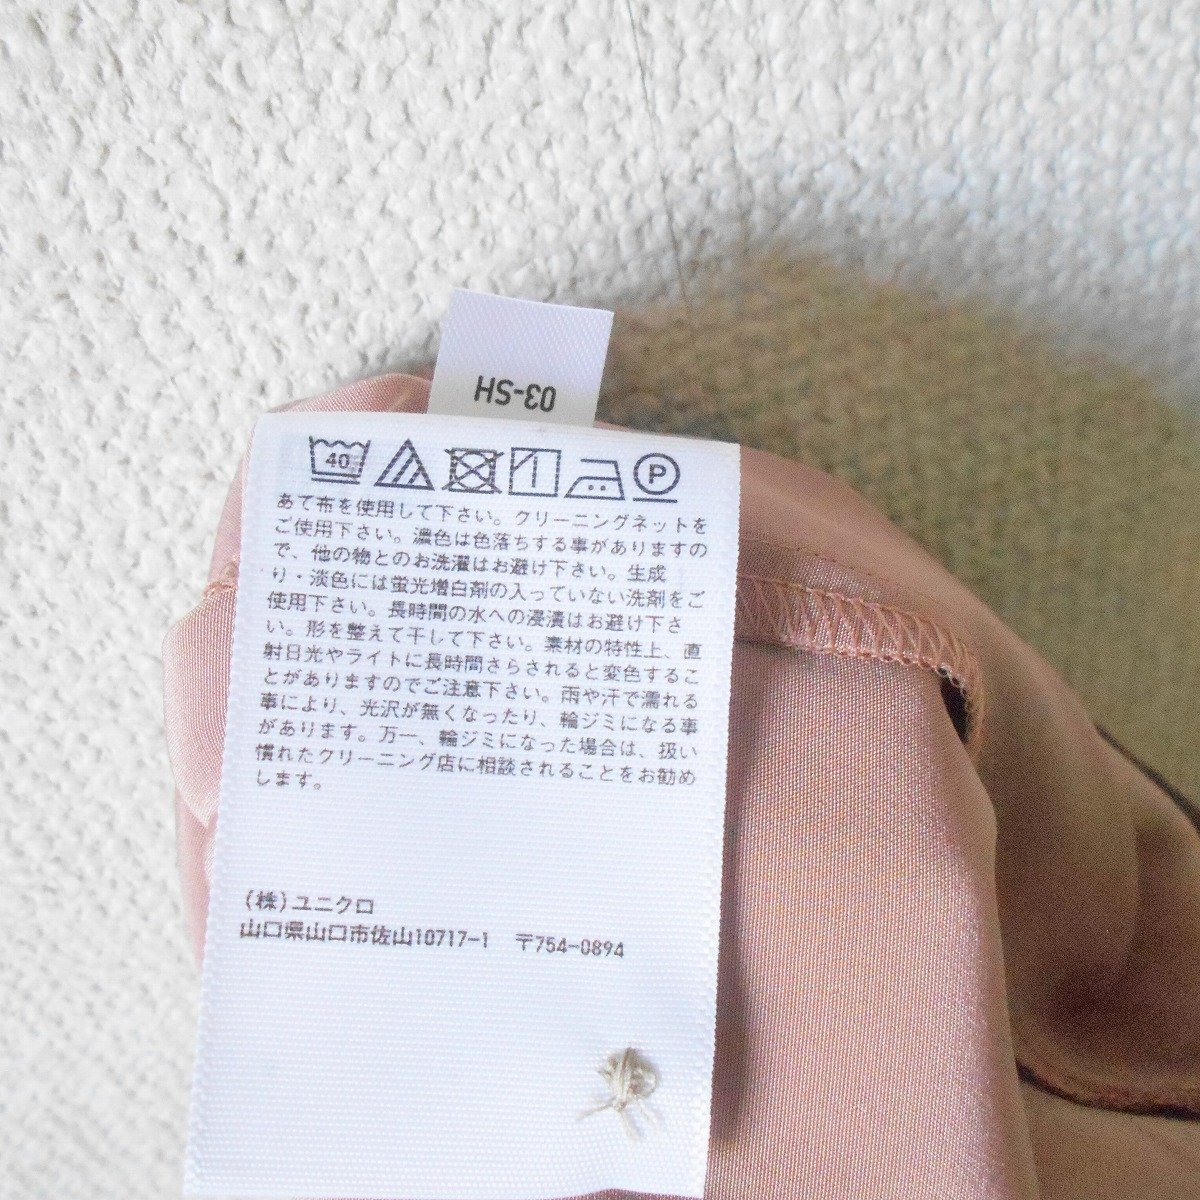 03-SH
40
P
あて布を使用して下さい。クリーニングネットを
ご使用下さい。濃色は色落ちする事がありますの
で、他の物とのお洗濯はお避け下さい。生成
り・淡色には蛍光増白剤の入っていない洗剤をご
使用下さい。長時間の水への浸漬はお避け下さ
い。形を整えて干して下さい。素材の特性上、直
射日光やライトに長時間さらされると変色するこ
とがありますのでご注意下さい。雨や汗で濡れる
事により、光沢が無くなったり、輪ジミになる事
があります。万一、輪ジミになった場合は、扱い
慣れたクリーニング店に相談されることをお勧め
します。
(株)ユニクロ
山口県山口市佐山10717-1 〒754-0894